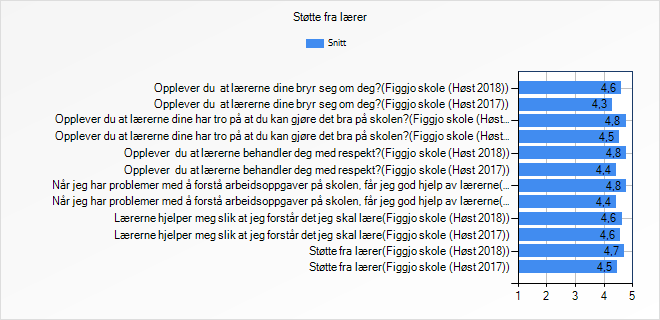 Støtte fra lærer
Snitt
Opplever du at lærerne dine bryr seg om deg?(Figgjo skole (Høst 2018)) 4,6
Opplever du at lærerne dine bryr seg om deg?(Figgjo skole (Høst 2017)) 4,3
Opplever du at lærerne dine har tro på at du kan gjøre det bra på skolen?(Figgjo skole (Høst... 4,8
Opplever du at lærerne dine har tro på at du kan gjøre det bra på skolen?(Figgjo skole (Høst... 4,5
Opplever du at lærerne behandler deg med respekt?(Figgjo skole (Høst 2018)) 4,8
Opplever du at lærerne behandler deg med respekt?(Figgjo skole (Høst 2017)) 4,4
Når jeg har problemer med å forstå arbeidsoppgaver på skolen, får jeg god hjelp av lærerne(... 4,8
Når jeg har problemer med å forstå arbeidsoppgaver på skolen, får jeg god hjelp av lærerne(... 4,4
Lærerne hjelper meg slik at jeg forstår det jeg skal lære(Figgjo skole (Høst 2018)) 4,6
Lærerne hjelper meg slik at jeg forstår det jeg skal lære(Figgjo skole (Høst 2017)) 4,6
Støtte fra lærer(Figgjo skole (Høst 2018)) 4,7
Støtte fra lærer(Figgjo skole (Høst 2017)) 4,5
1 2 3 4 5